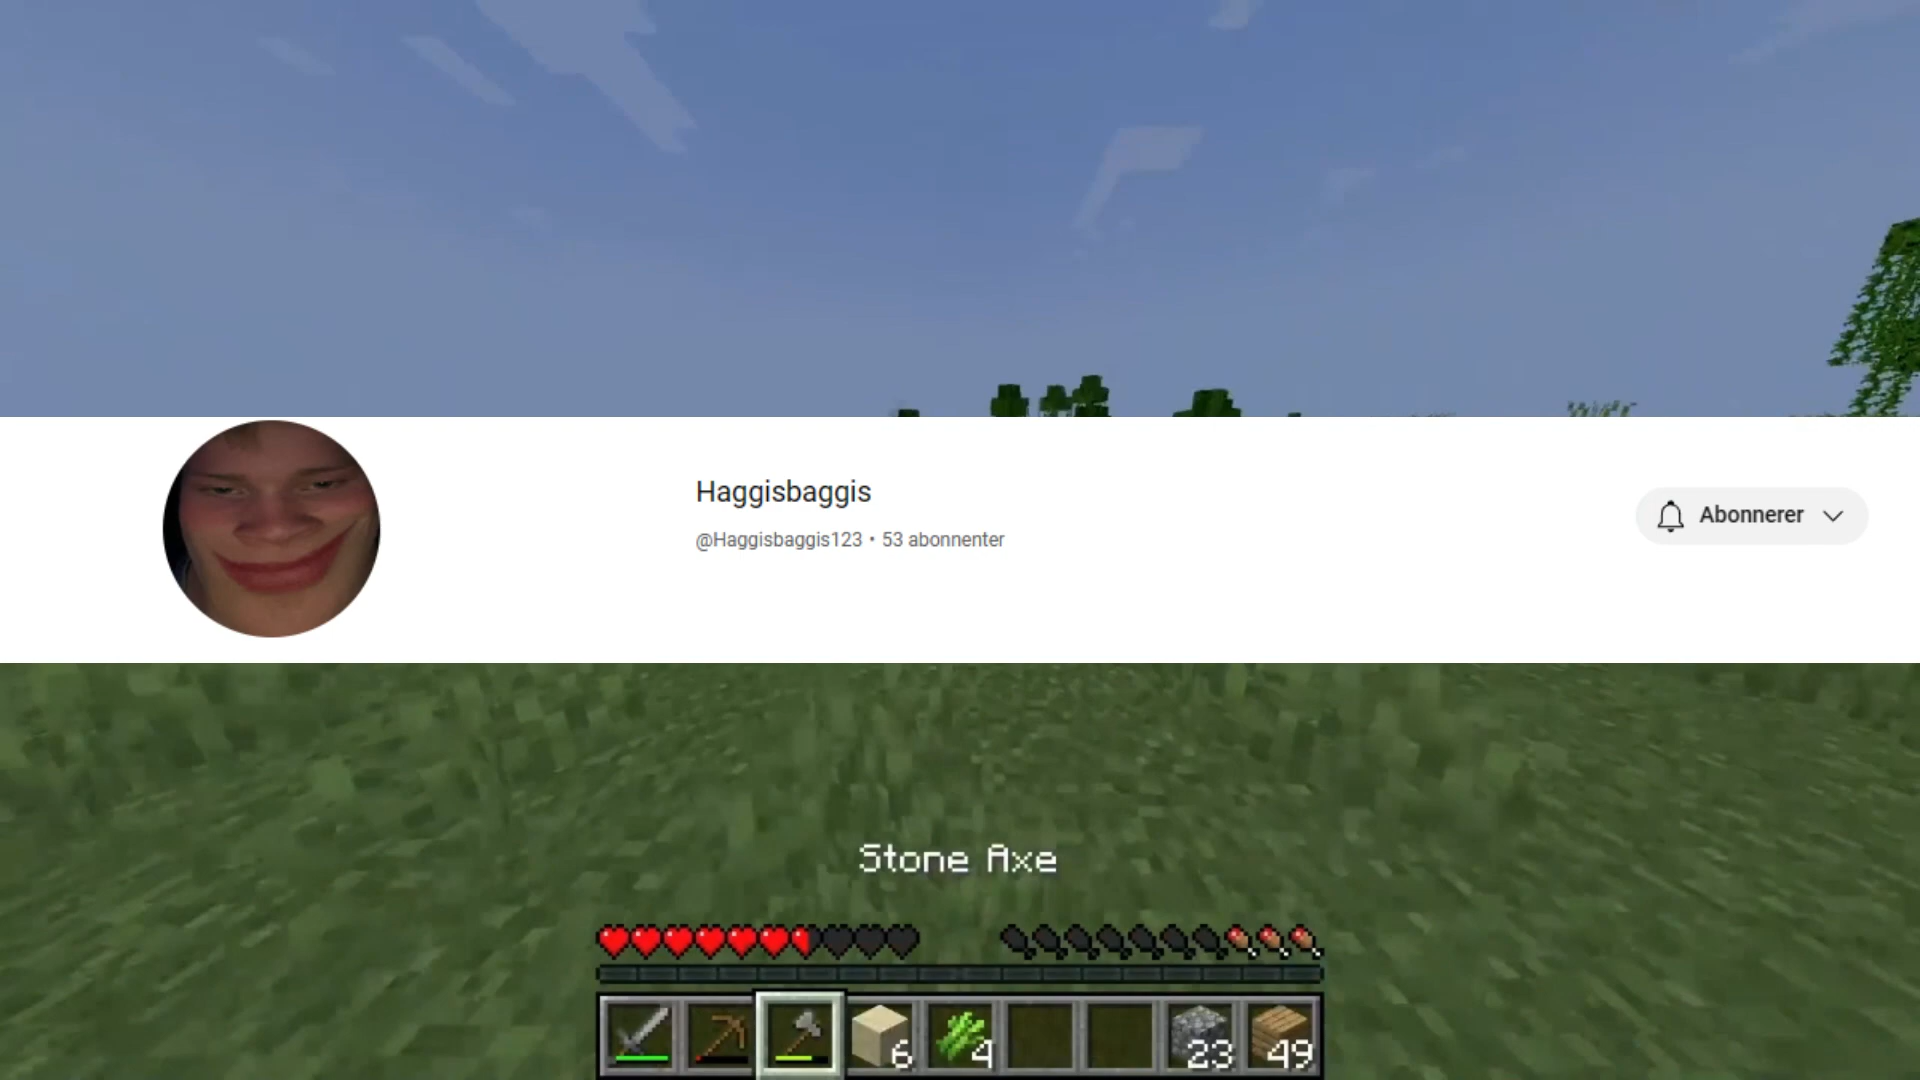 Haggisbaggis
@Haggisbaggis123 • 53 abonnenter
Abonnerer
Stone Axe
6
4
23
49